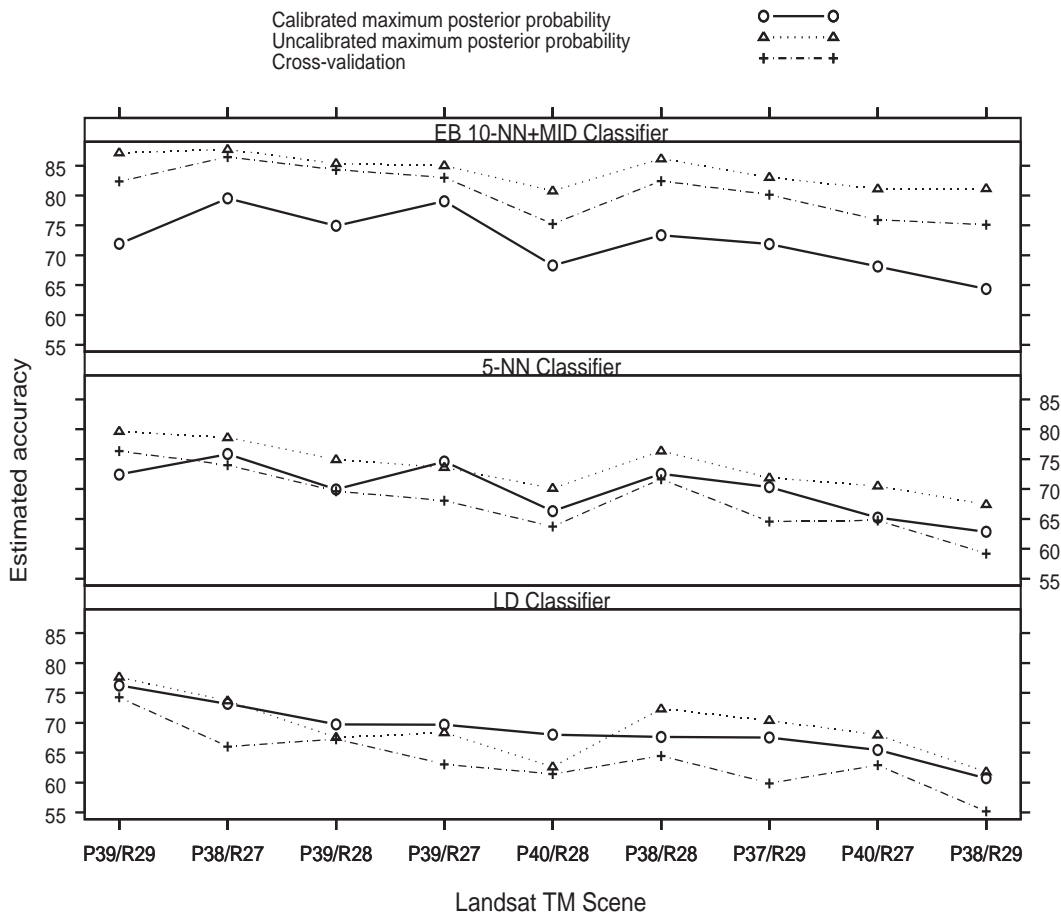 Calibrated maximum posterior probability
Uncalibrated maximum posterior probability
Cross-validation
EB 10-NN+MID Classifier
85
80
75
70
65
60
55
5-NN Classifier
85
80
75
70
65
60
55
LD Classifier
85
80
75
70
65
60
55
Estimated accuracy
P39/R29 P38/R27 P39/R28 P39/R27 P40/R28 P38/R28 P37/R29 P40/R27 P38/R29
Landsat TM Scene